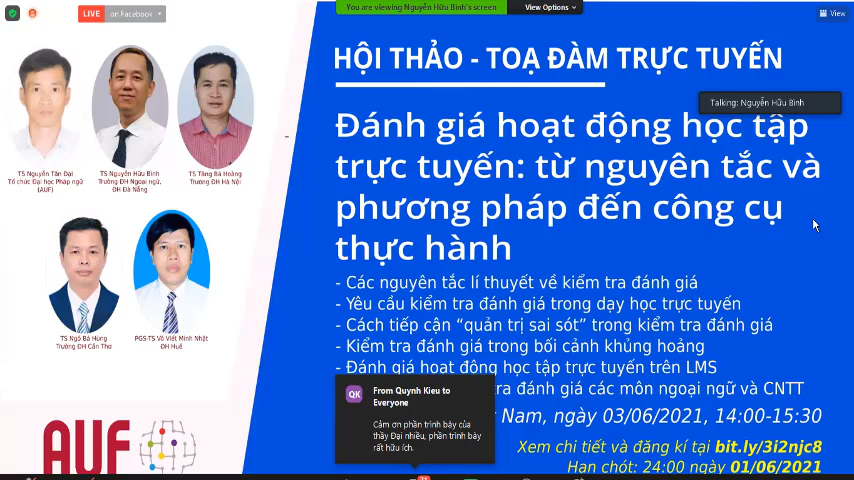 LIVE on Facebook
You are viewing Nguyễn Hữu Bình's screen
View Options
View
HỘI THẢO - TOẠ ĐÀM TRỰC TUYẾN
Talking: Nguyễn Hữu Bình
Đánh giá hoạt động học tập
trực tuyến: từ nguyên tắc và
phương pháp đến công cụ
thực hành
TS Nguyễn Tấn Đại
Tổ chức Đại học Pháp ngữ
(AUF)
TS Nguyễn Hữu Bình
Trường ĐH Ngoại ngữ,
ĐH Đà Nẵng
TS Tăng Bá Hoàng
Trường ĐH Hà Nội
TS Ngô Bá Hùng
Trường ĐH Cần Thơ
PGS·TS Võ Viết Minh Nhật
ĐH Huế
- Các nguyên tắc lí thuyết về kiểm tra đánh giá
- Yêu cầu kiểm tra đánh giá trong dạy học trực tuyến
- Cách tiếp cận “quản trị sai sót” trong kiểm tra đánh giá
- Kiểm tra đánh giá trong bối cảnh khủng hoảng
- Đánh giá hoạt động học tập trực tuyến trên LMS
tra đánh giá các môn ngoại ngữ và CNTT
Nam, ngày 03/06/2021, 14:00-15:30
Xem chi tiết và đăng kí tại bit.ly/3i2njc8
Hạn chót: 24:00 ngày 01/06/2021
QK
From Quynh Kieu to
Everyone
Cảm ơn phần trình bày của
thầy Đại nhiều, phần trình bày
rất hữu ích.
AUF